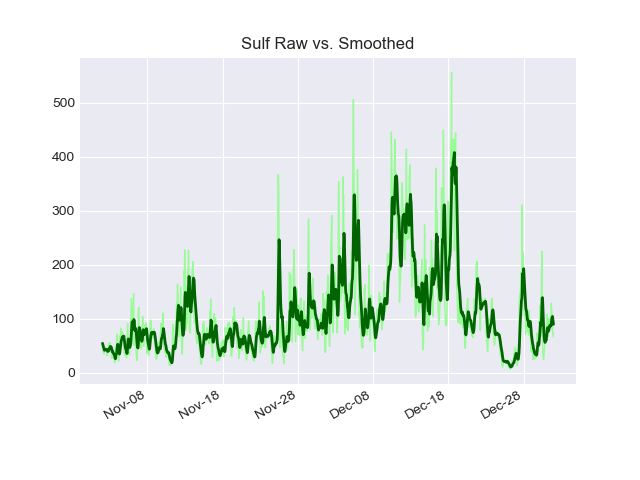 Sulf Raw vs. Smoothed
500
400
300
200
100
0
Nov-08
Nov-18
Nov-28
Dec-08
Dec-18
Dec-28